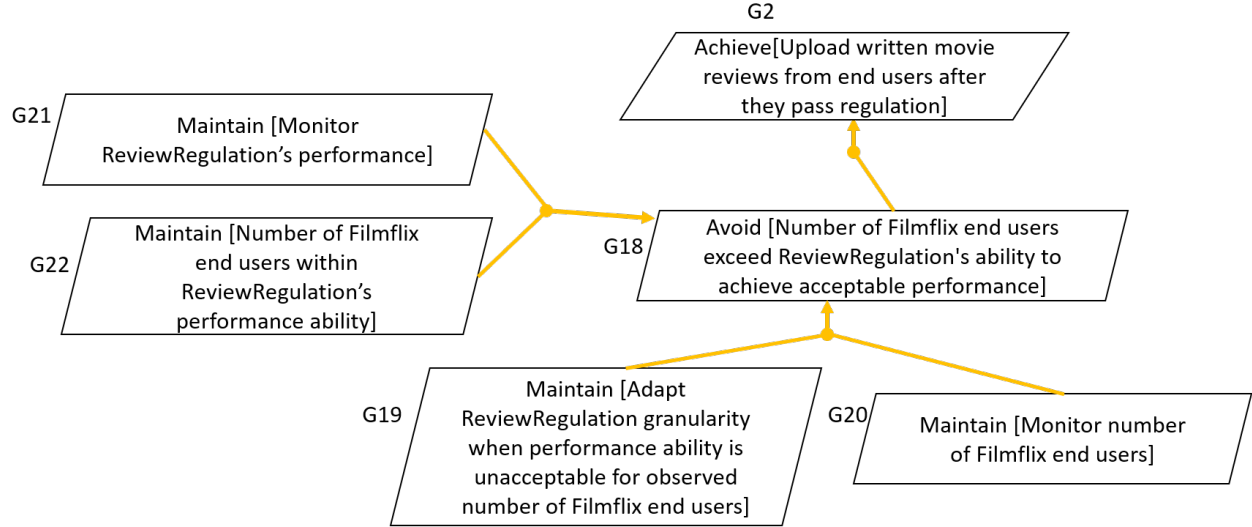 G2
Achieve[Upload written movie
reviews from end users after
they pass regulation]
G21
Maintain [Monitor
ReviewRegulation’s performance]
G22
Maintain [Number of Filmflix
end users within
ReviewRegulation’s
performance ability]
G18
Avoid [Number of Filmflix end users
exceed ReviewRegulation's ability to
achieve acceptable performance]
G19
Maintain [Adapt
ReviewRegulation granularity
when performance ability is
unacceptable for observed
number of Filmflix end users]
G20
Maintain [Monitor number
of Filmflix end users]